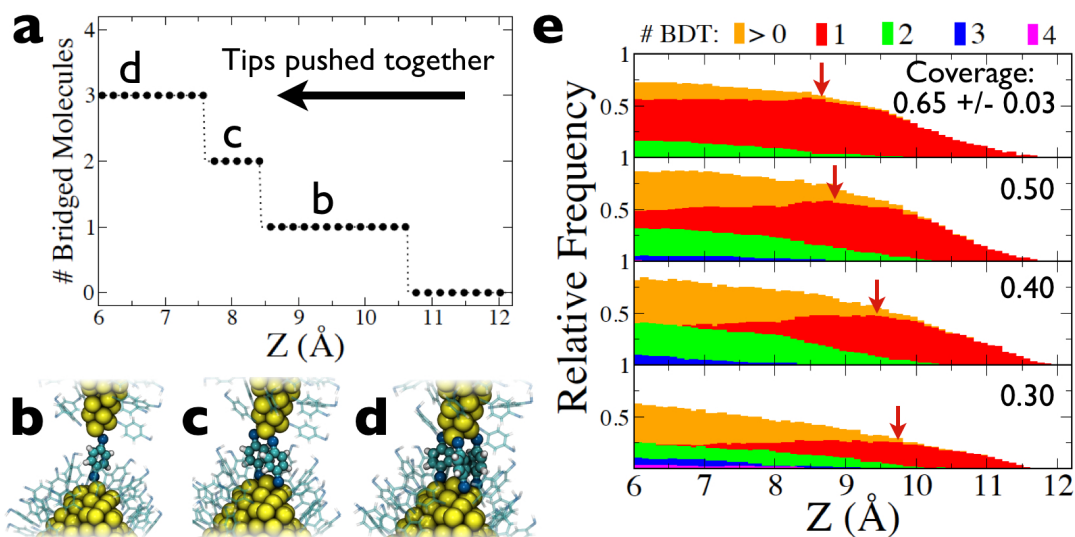 a
4
3
2
1
0
# Bridged Molecules
d
c
b
Tips pushed together
6 7 8 9 10 11 12
Z (Å)
b c d
e
# BDT: > 0 1 2 3 4
Relative Frequency
1
0.5
Coverage:
0.65 +/- 0.03
1
0.5
0.50
1
0.5
0.40
1
0.5
0.30
6 7 8 9 10 11 12
Z (Å)